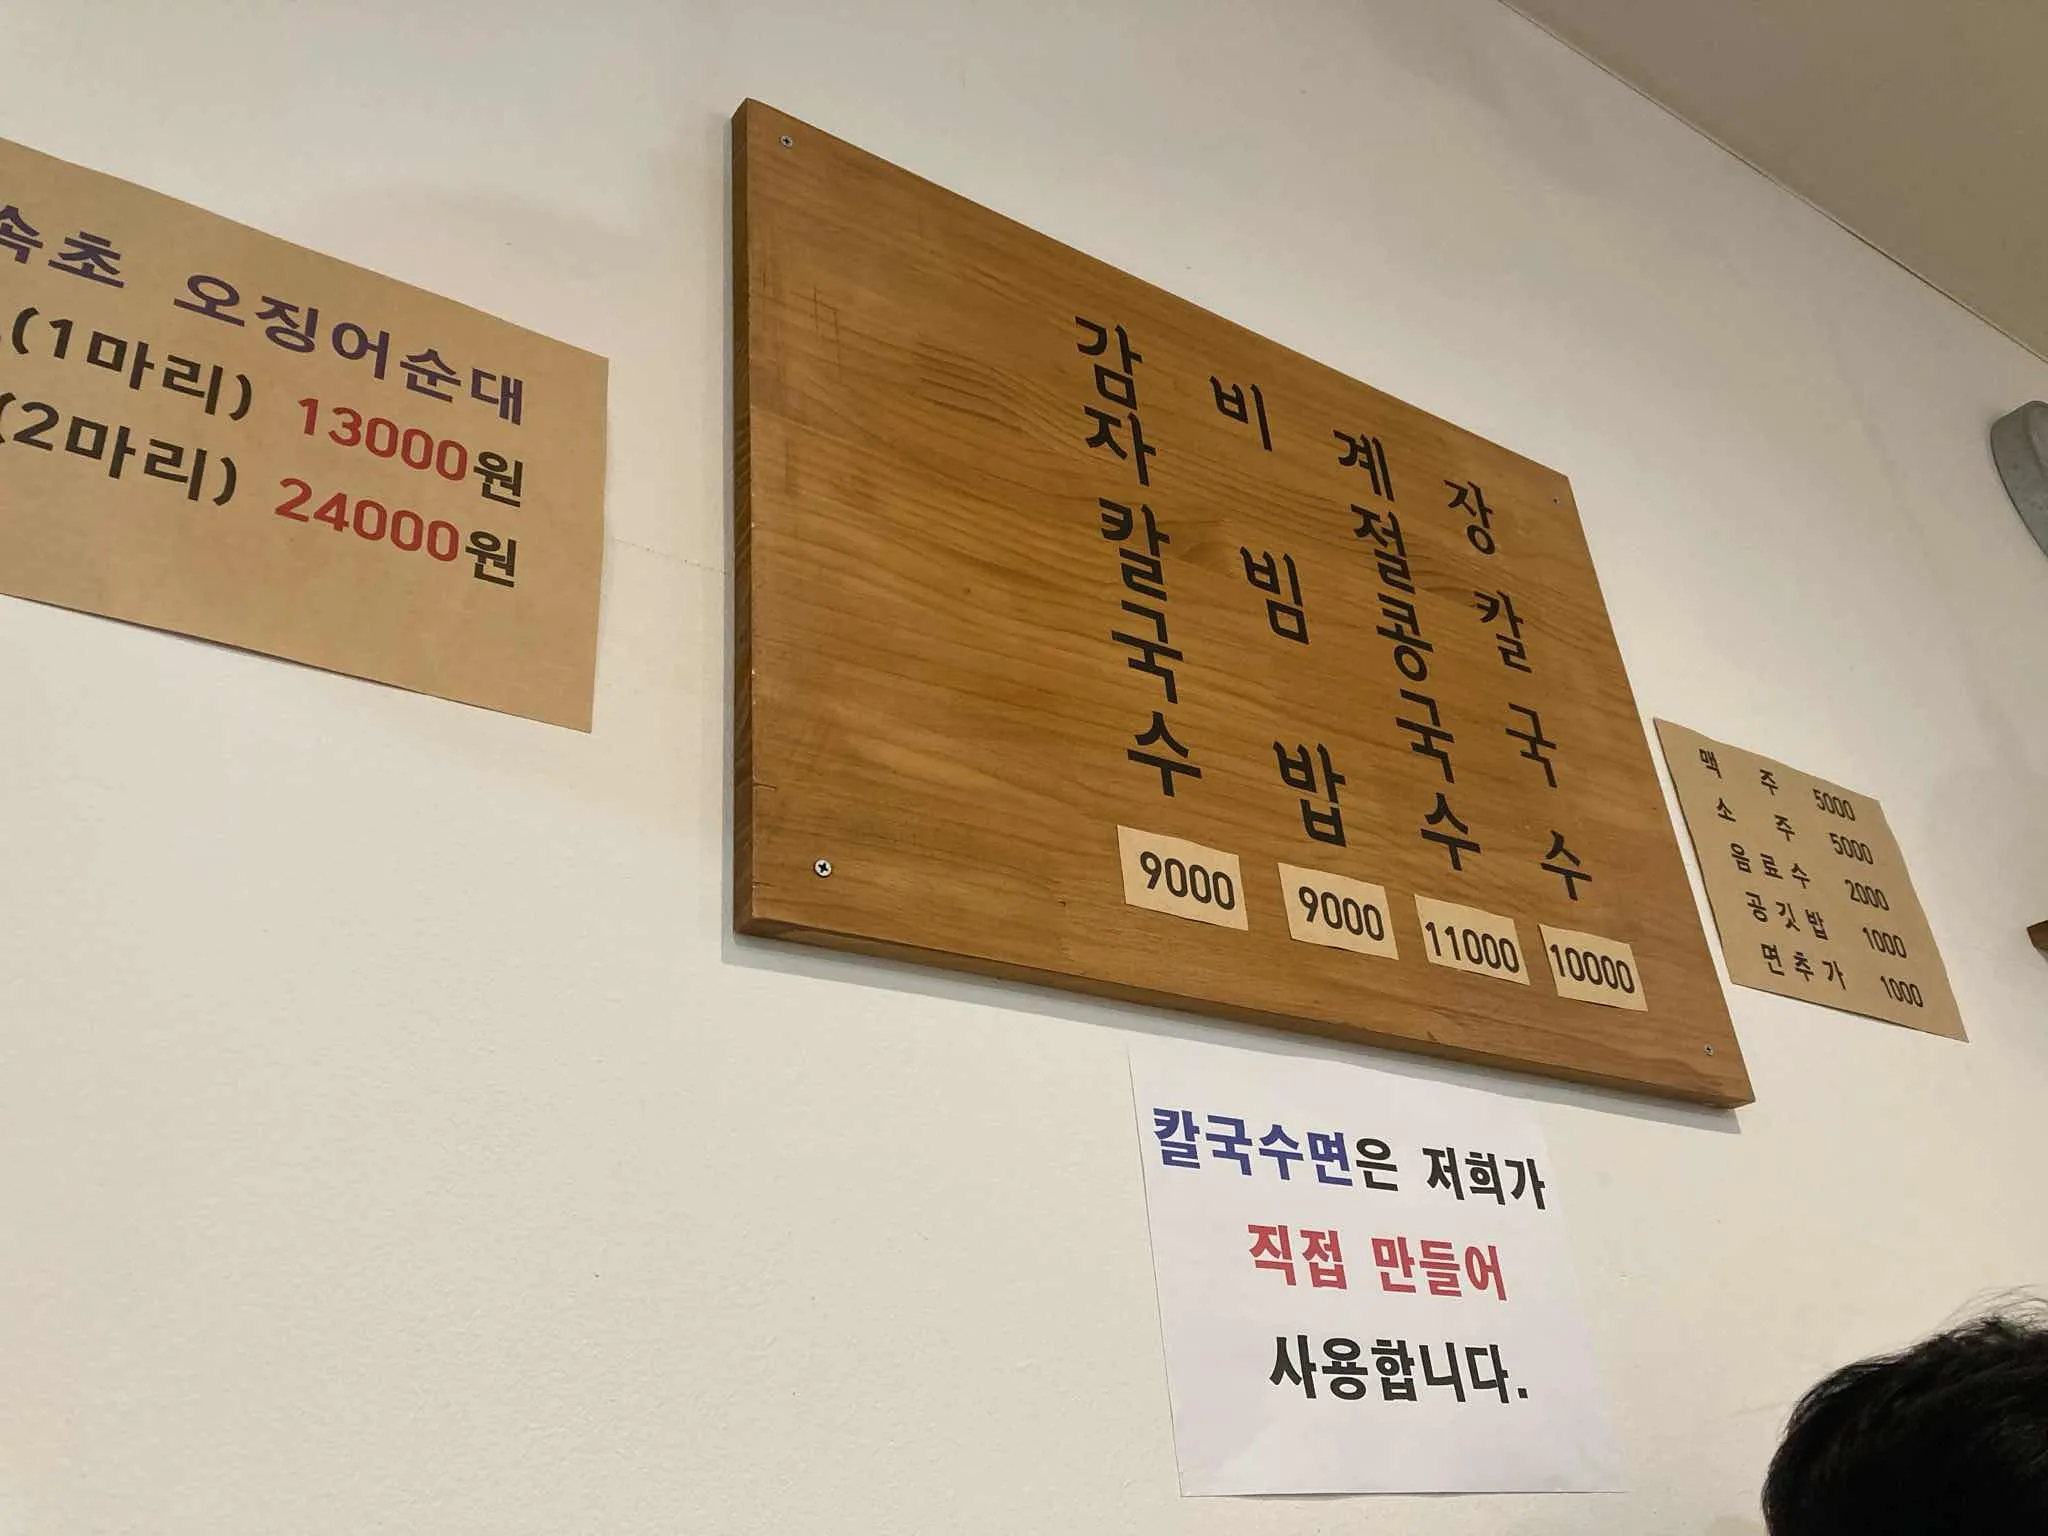 속초 오징어순대
(1마리) 13000원
(2마리) 24000원
감자칼국수 9000
비빔밥 9000
계절콩국수 11000
장칼국수 10000
맥주 5000
소주 5000
음료수 2000
공깃밥 1000
면추가 1000
칼국수면은 저희가
직접 만들어
사용합니다.